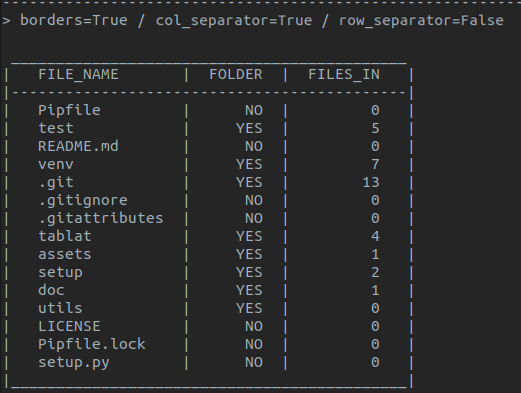 > borders=True / col_separator=True / row_separator=False
| FILE_NAME | FOLDER | FILES_IN |
| Pipfile | NO | 0 |
| test | YES | 5 |
| README.md | NO | 0 |
| venv | YES | 7 |
| .git | YES | 13 |
| .gitignore | NO | 0 |
| .gitattributes | NO | 0 |
| tablat | YES | 4 |
| assets | YES | 1 |
| setup | YES | 2 |
| doc | YES | 1 |
| utils | YES | 0 |
| LICENSE | NO | 0 |
| Pipfile.lock | NO | 0 |
| setup.py | NO | 0 |